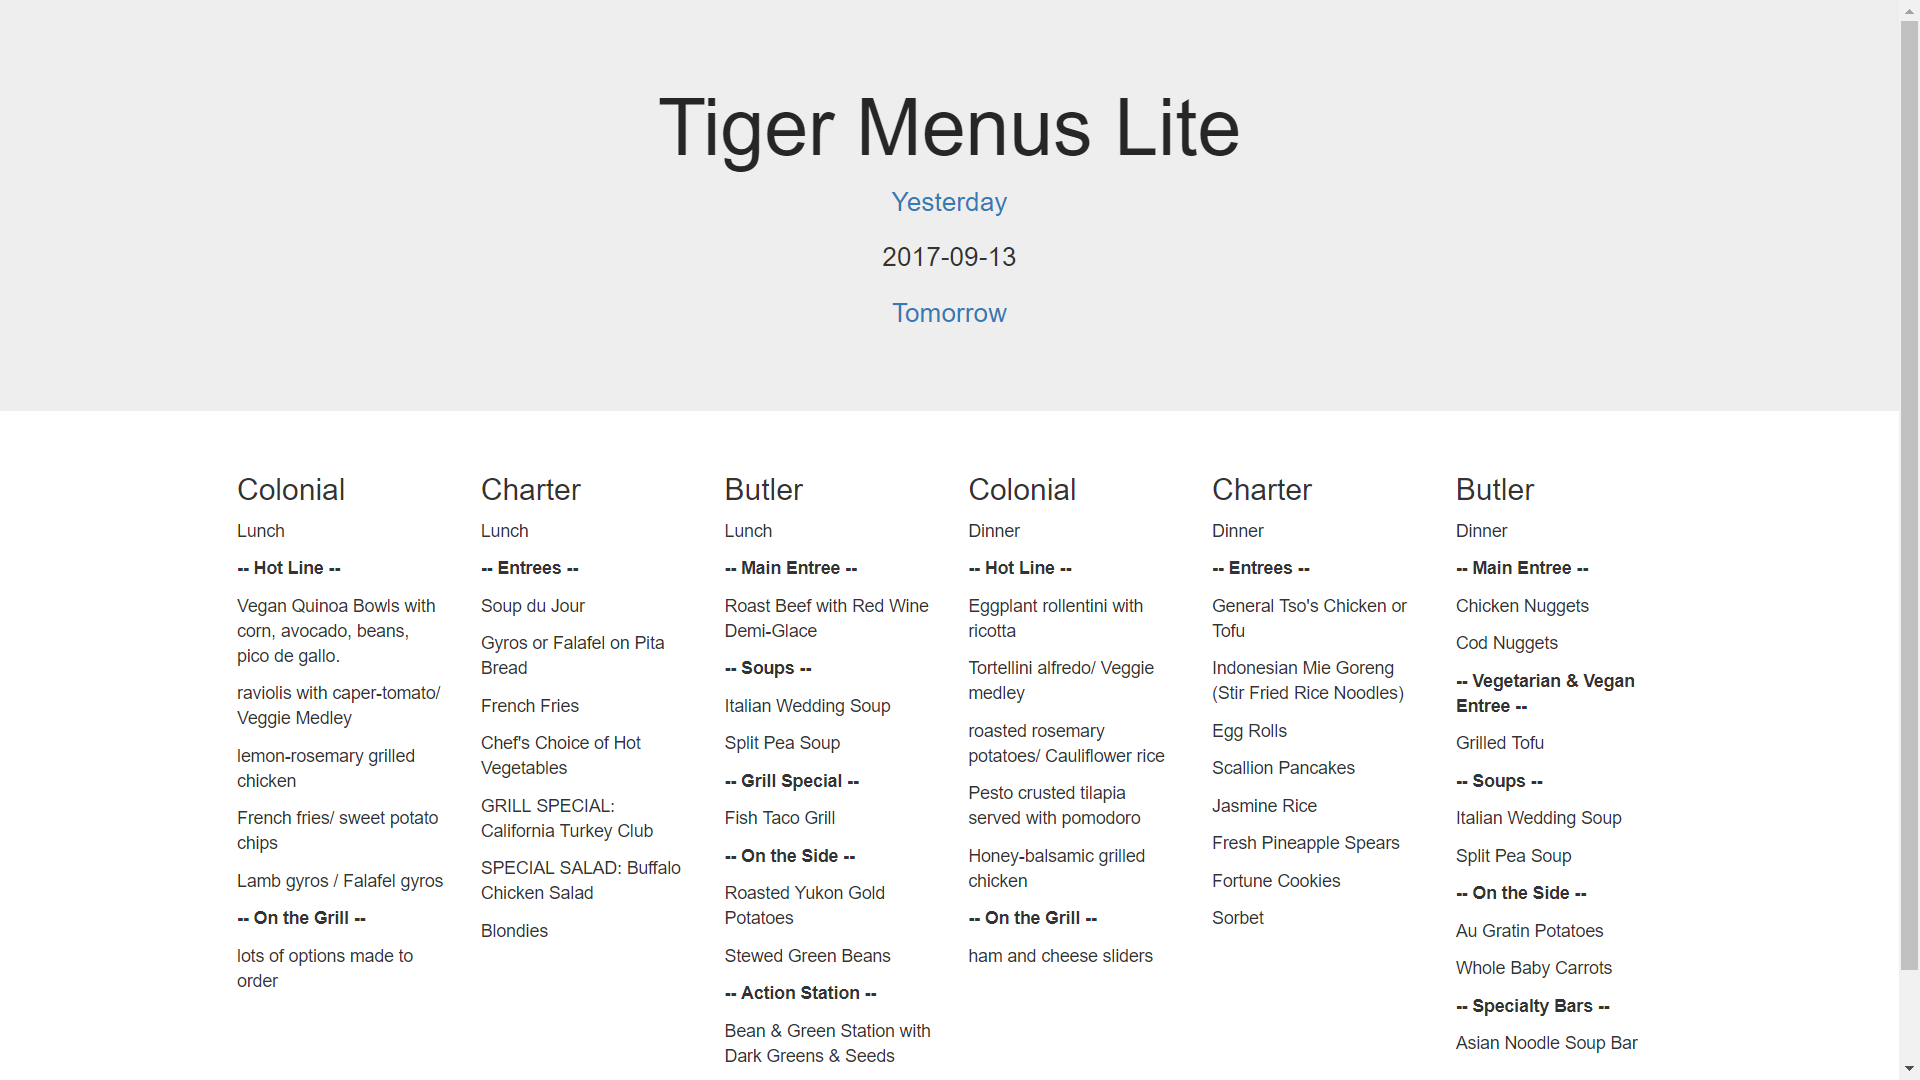 Tiger Menus Lite
Yesterday
2017-09-13
Tomorrow
Colonial
Lunch
-- Hot Line --
Vegan Quinoa Bowls with
corn, avocado, beans,
pico de gallo.
raviolis with caper-tomato/
Veggie Medley
lemon-rosemary grilled
chicken
French fries/ sweet potato
chips
Lamb gyros / Falafel gyros
-- On the Grill --
lots of options made to
order
Charter
Lunch
-- Entrees --
Soup du Jour
Gyros or Falafel on Pita
Bread
French Fries
Chef's Choice of Hot
Vegetables
GRILL SPECIAL:
California Turkey Club
SPECIAL SALAD: Buffalo
Chicken Salad
Blondies
Butler
Lunch
-- Main Entree --
Roast Beef with Red Wine
Demi-Glace
-- Soups --
Italian Wedding Soup
Split Pea Soup
-- Grill Special --
Fish Taco Grill
-- On the Side --
Roasted Yukon Gold
Potatoes
Stewed Green Beans
-- Action Station --
Bean & Green Station with
Dark Greens & Seeds
Colonial
Dinner
-- Hot Line --
Eggplant rollentini with
ricotta
Tortellini alfredo/ Veggie
medley
roasted rosemary
potatoes/ Cauliflower rice
Pesto crusted tilapia
served with pomodoro
Honey-balsamic grilled
chicken
-- On the Grill --
ham and cheese sliders
Charter
Dinner
-- Entrees --
General Tso's Chicken or
Tofu
Indonesian Mie Goreng
(Stir Fried Rice Noodles)
Egg Rolls
Scallion Pancakes
Jasmine Rice
Fresh Pineapple Spears
Fortune Cookies
Sorbet
Butler
Dinner
-- Main Entree --
Chicken Nuggets
Cod Nuggets
-- Vegetarian & Vegan
Entree --
Grilled Tofu
-- Soups --
Italian Wedding Soup
Split Pea Soup
-- On the Side --
Au Gratin Potatoes
Whole Baby Carrots
-- Specialty Bars --
Asian Noodle Soup Bar